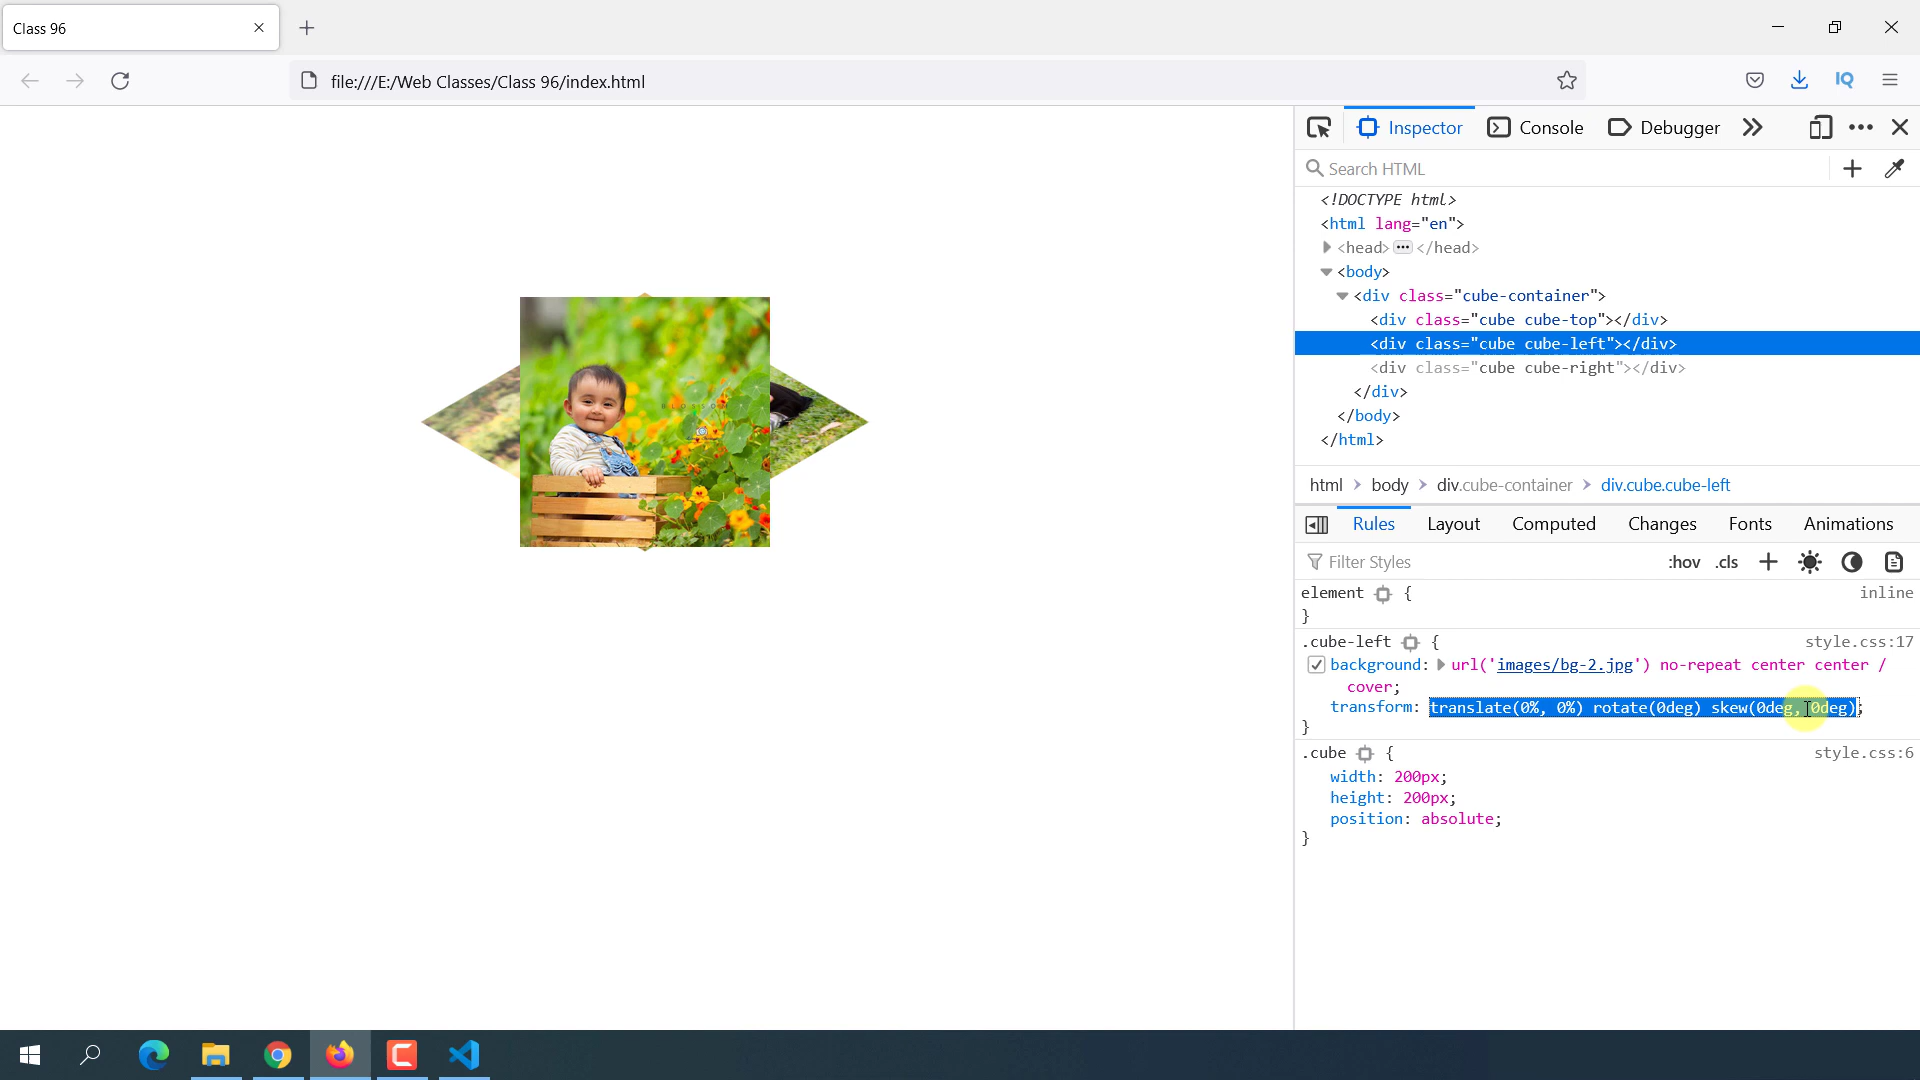 Class 96
file:///E:/Web Classes/Class 96/index.html
IQ
Inspector
Console
Debugger
Search HTML
<!DOCTYPE html>
<html lang="en">
<head> ••• </head>
<body>
<div class="cube-container">
<div class="cube cube-top"></div>
<div class="cube cube-left"></div>
<div class="cube cube-right"></div>
</div>
</body>
</html>
html > body > div.cube-container > div.cube.cube-left
Rules Layout Computed Changes Fonts Animations
Filter Styles :hov .cls
element { inline
}
.cube-left { style.css:17
background: url('images/bg-2.jpg') no-repeat center center /
cover;
transform: translate(0%, 0%) rotate(0deg) skew(0deg, 0deg);
}
.cube { style.css:6
width: 200px;
height: 200px;
position: absolute;
}